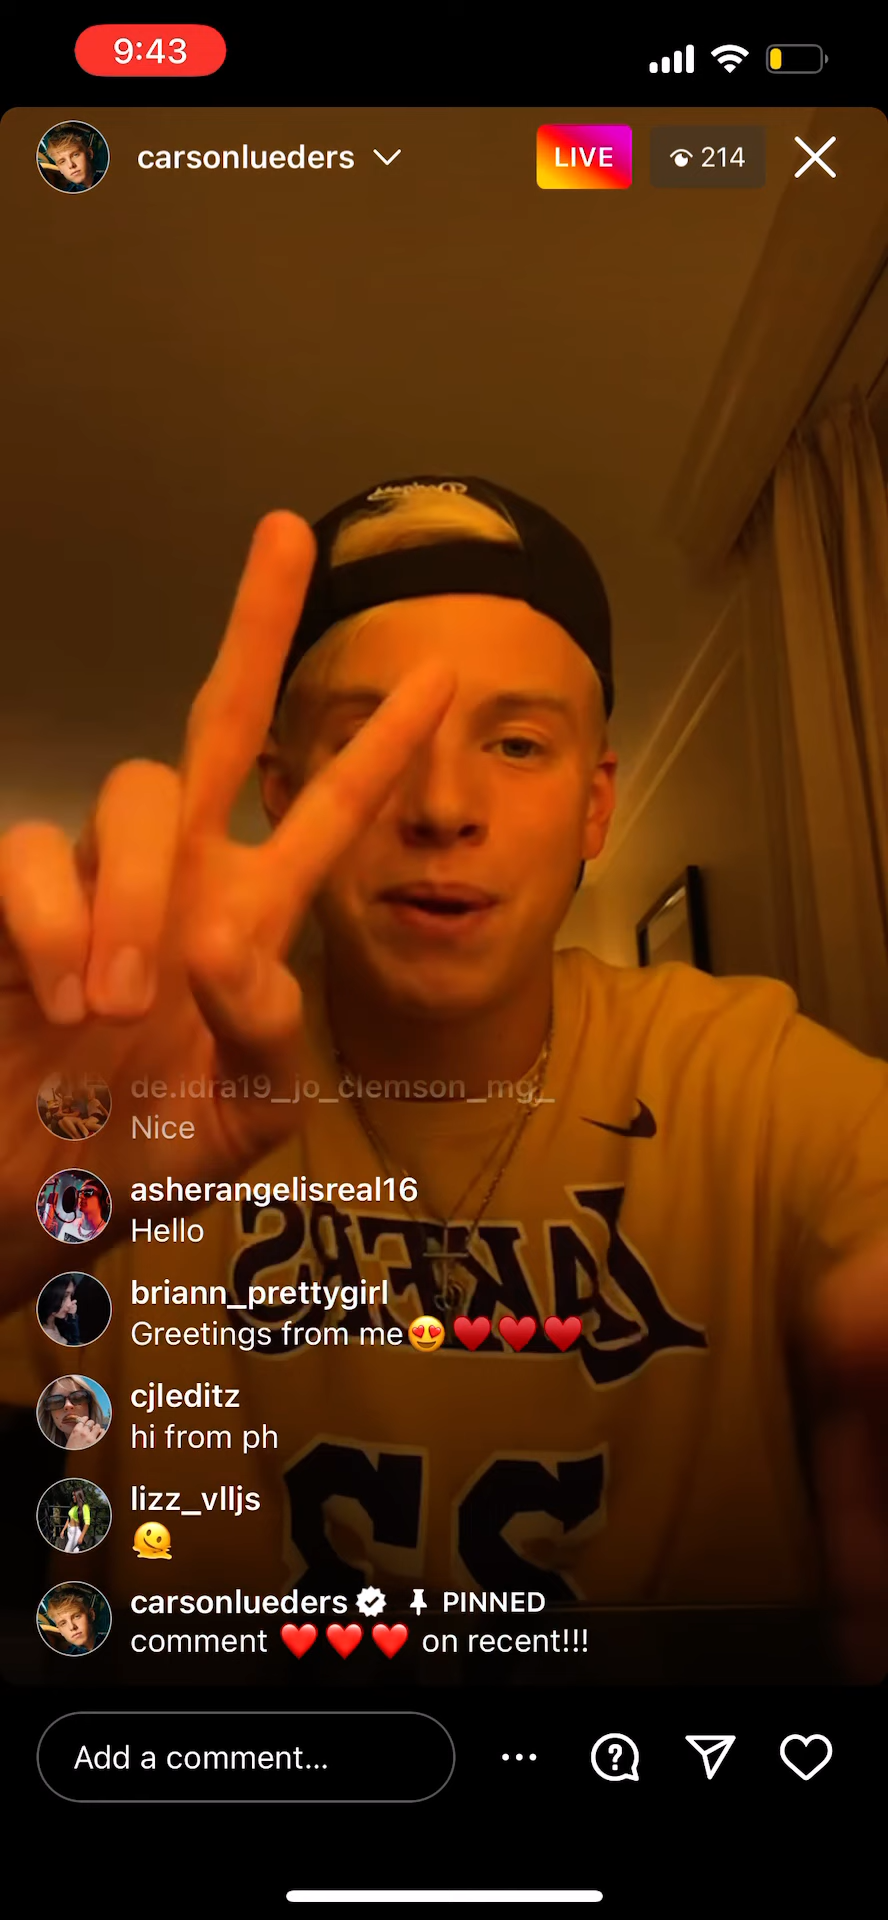 9:43
carsonlueders
LIVE
214
de.idra19_jo_clemson_mg_
Nice
asherangelisreal16
Hello
LAKERS
briann_prettygirl
Greetings from me😍❤️❤️❤️
cjleditz
hi from ph
23
lizz_vlljs
🫠
carsonlueders PINNED
comment ❤️❤️❤️ on recent!!!
Add a comment...